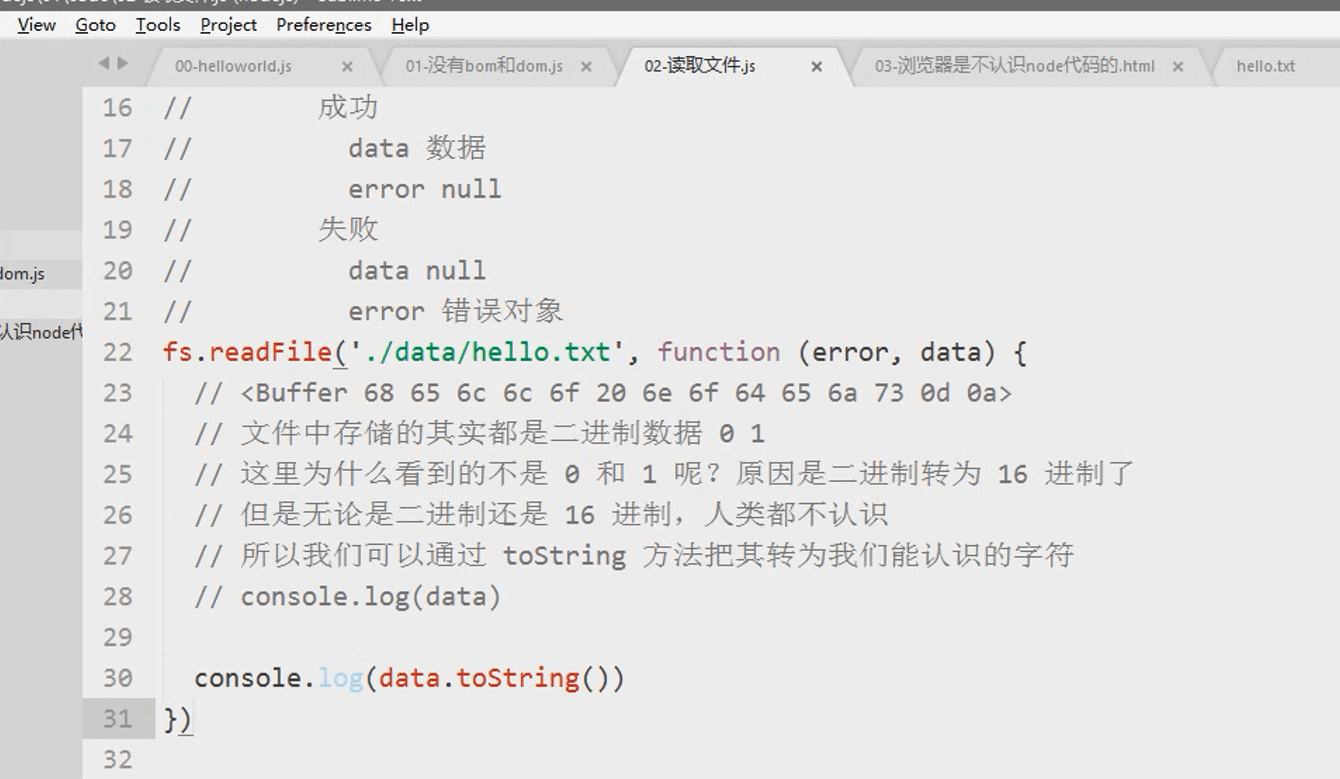 View Goto Tools Project Preferences Help
00-helloworld.js 01-没有bom和dom.js 02-读取文件.js 03-浏览器是不认识node代码的.html hello.txt
16 // 成功
17 // data 数据
18 // error null
19 // 失败
20 // data null
21 // error 错误对象
22 fs.readFile('./data/hello.txt', function (error, data) {
23 // <Buffer 68 65 6c 6c 6f 20 6e 6f 64 65 6a 73 0d 0a>
24 // 文件中存储的其实都是二进制数据 0 1
25 // 这里为什么看到的不是 0 和 1 呢？原因是二进制转为 16 进制了
26 // 但是无论是二进制还是 16 进制，人类都不认识
27 // 所以我们可以通过 toString 方法把其转为我们能认识的字符
28 // console.log(data)
29
30 console.log(data.toString())
31 })
32
dom.js
认识node代